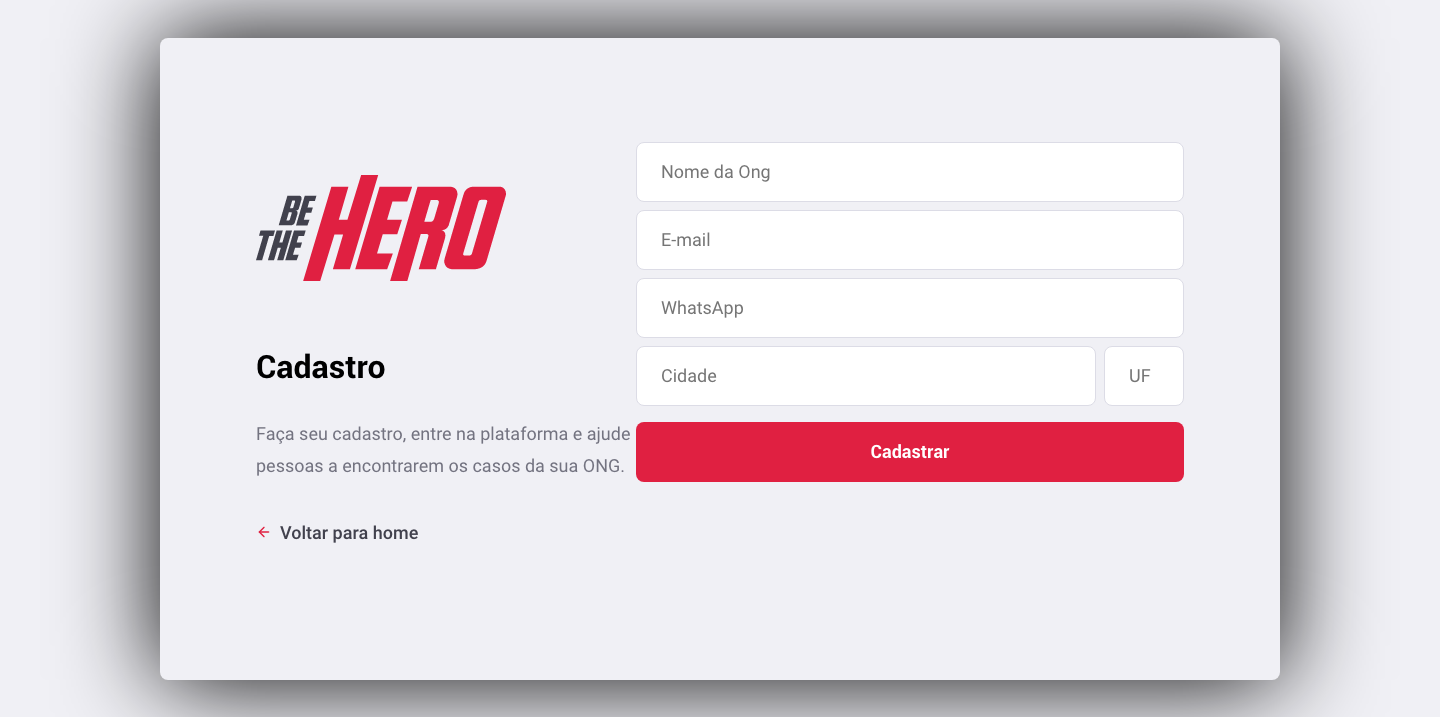 BE
THE
HERO
Cadastro
Faça seu cadastro, entre na plataforma e ajude
pessoas a encontrarem os casos da sua ONG.
Voltar para home
Nome da Ong
E-mail
WhatsApp
Cidade
UF
Cadastrar